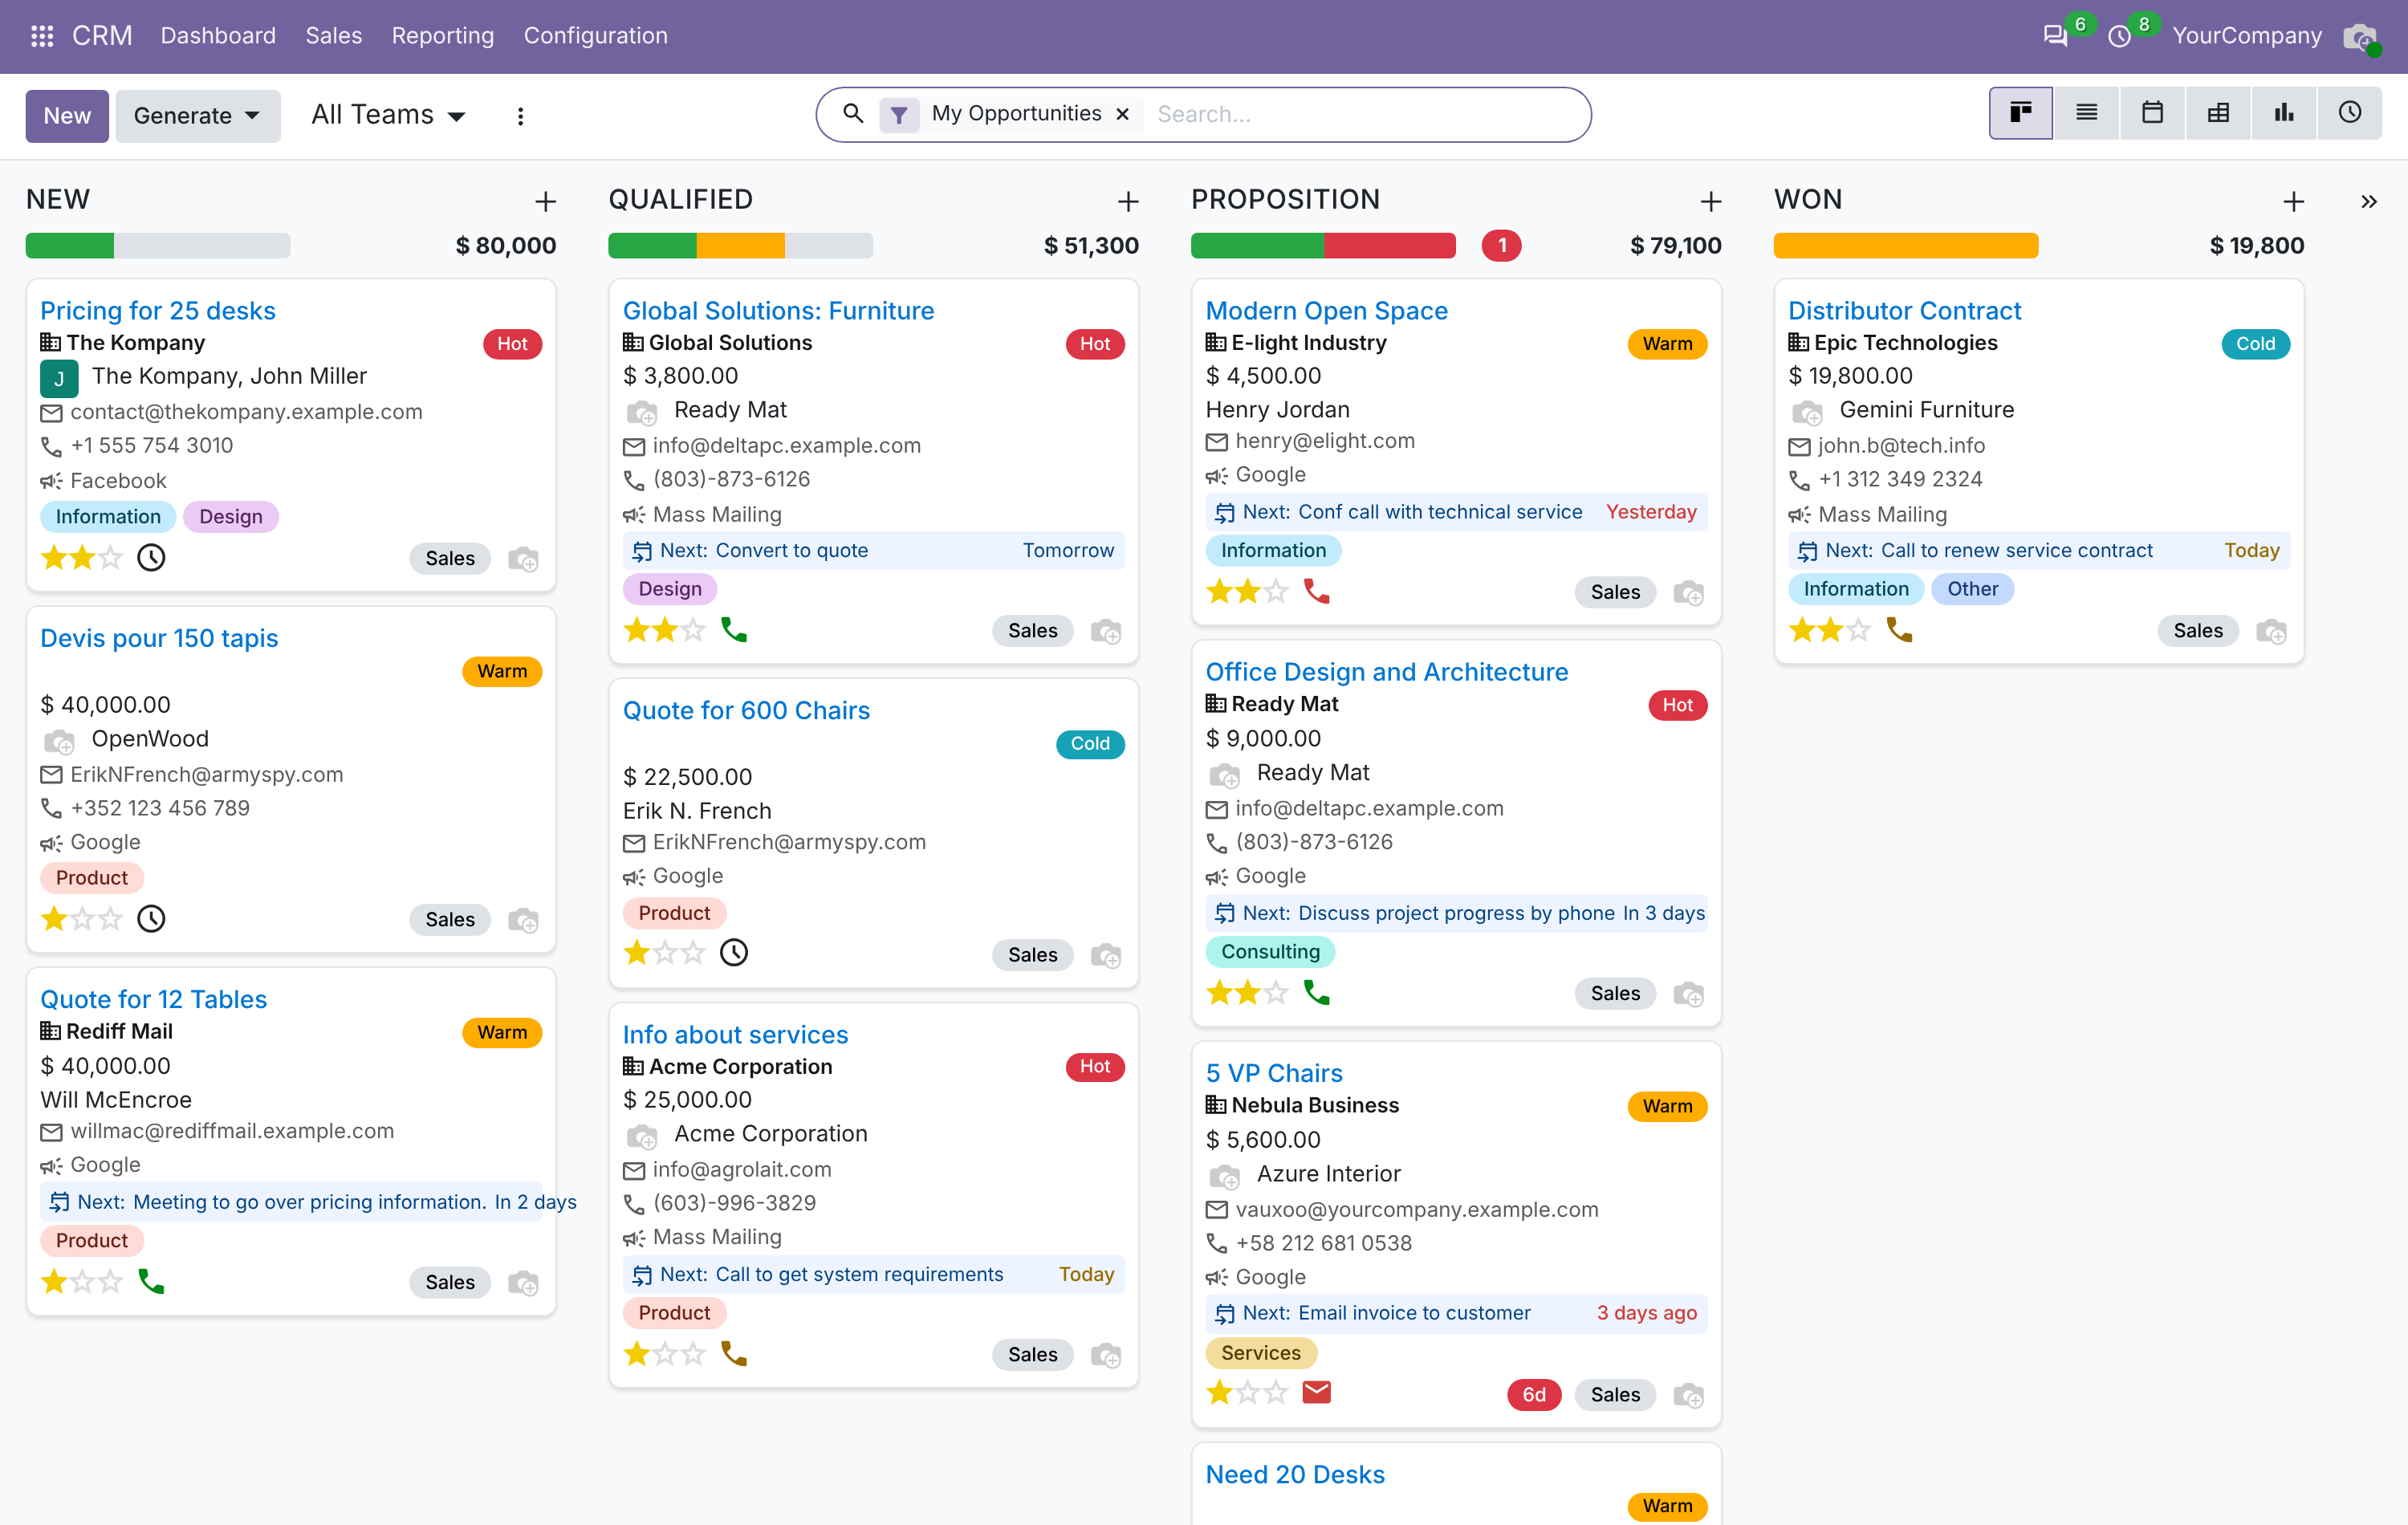 CRM Dashboard Sales Reporting Configuration 6 8 YourCompany
New Generate All Teams My Opportunities Search...
NEW
$ 80,000
Pricing for 25 desks
The Kompany Hot
J The Kompany, John Miller
contact@thekompany.example.com
+1 555 754 3010
Facebook
Information Design
Sales
Devis pour 150 tapis
Warm
$ 40,000.00
OpenWood
ErikNFrench@armyspy.com
+352 123 456 789
Google
Product
Sales
Quote for 12 Tables
Rediff Mail Warm
$ 40,000.00
Will McEncroe
willmac@rediffmail.example.com
Google
Next: Meeting to go over pricing information. In 2 days
Product
Sales
QUALIFIED
$ 51,300
Global Solutions: Furniture
Global Solutions Hot
$ 3,800.00
Ready Mat
info@deltapc.example.com
(803)-873-6126
Mass Mailing
Next: Convert to quote Tomorrow
Design
Sales
Quote for 600 Chairs
Cold
$ 22,500.00
Erik N. French
ErikNFrench@armyspy.com
Google
Product
Sales
Info about services
Acme Corporation Hot
$ 25,000.00
Acme Corporation
info@agrolait.com
(603)-996-3829
Mass Mailing
Next: Call to get system requirements Today
Product
Sales
PROPOSITION
1 $ 79,100
Modern Open Space
E-light Industry Warm
$ 4,500.00
Henry Jordan
henry@elight.com
Google
Next: Conf call with technical service Yesterday
Information
Sales
Office Design and Architecture
Ready Mat Hot
$ 9,000.00
Ready Mat
info@deltapc.example.com
(803)-873-6126
Google
Next: Discuss project progress by phone In 3 days
Consulting
Sales
5 VP Chairs
Nebula Business Warm
$ 5,600.00
Azure Interior
vauxoo@yourcompany.example.com
+58 212 681 0538
Google
Next: Email invoice to customer 3 days ago
Services
6d Sales
Need 20 Desks
Warm
WON
$ 19,800
Distributor Contract
Epic Technologies Cold
$ 19,800.00
Gemini Furniture
john.b@tech.info
+1 312 349 2324
Mass Mailing
Next: Call to renew service contract Today
Information Other
Sales